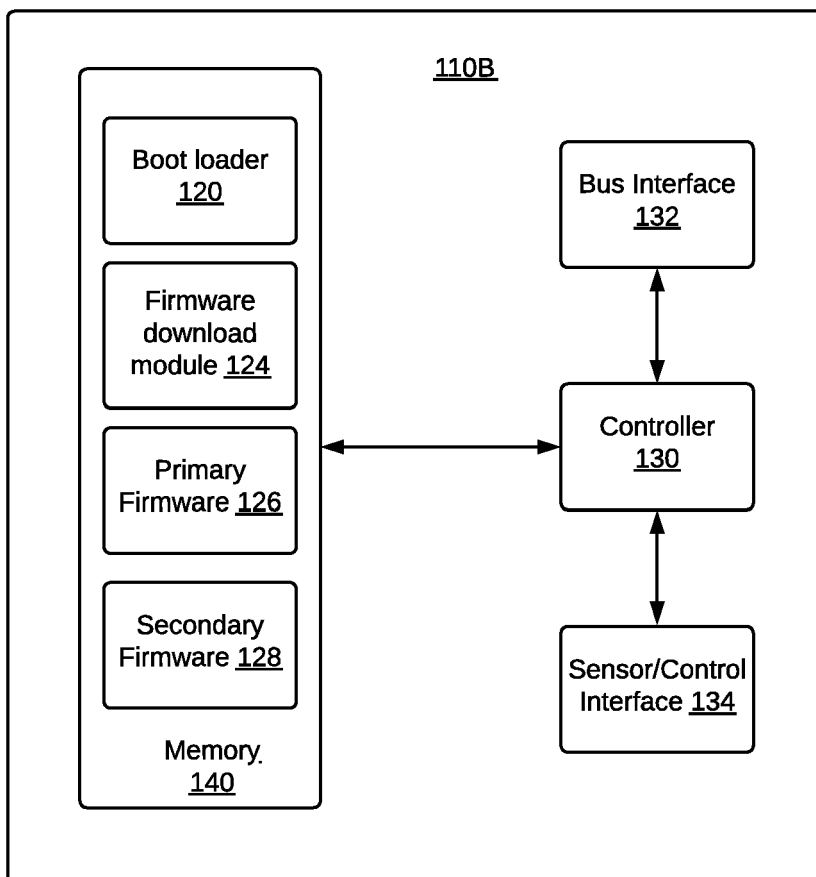 110B
Boot loader
120
Firmware
download
module 124
Primary
Firmware 126
Secondary
Firmware 128
Memory
140
Bus Interface
132
Controller
130
Sensor/Control
Interface 134